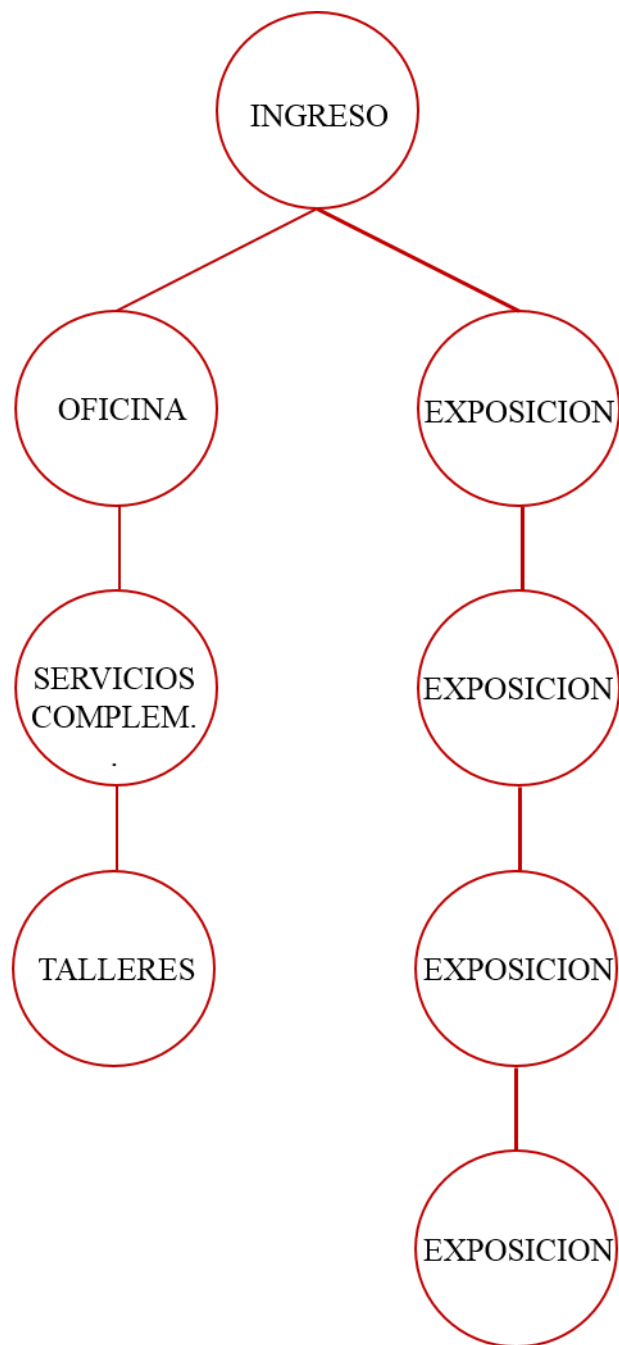 INGRESO
OFICINA
EXPOSICION
SERVICIOS
COMPLEM.
.
EXPOSICION
TALLERES
EXPOSICION
EXPOSICION